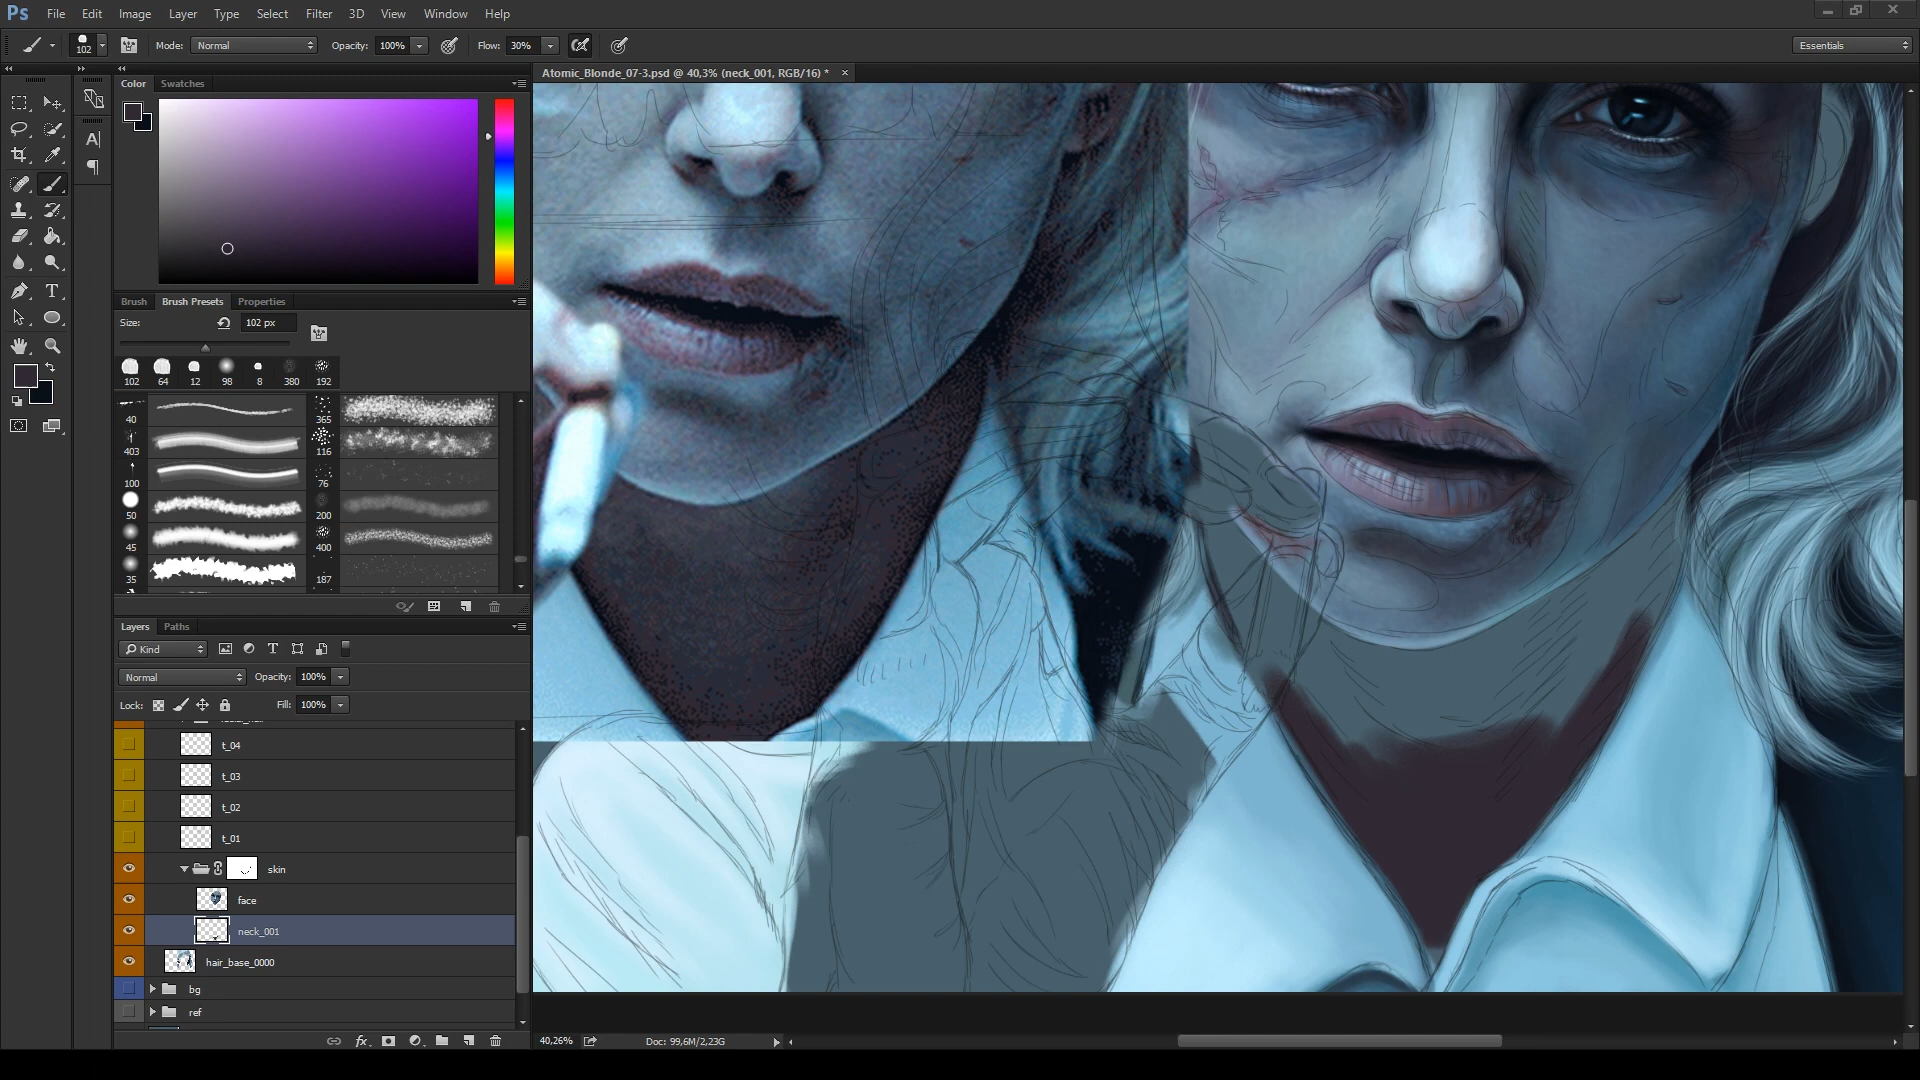 Ps File Edit Image Layer Type Select Filter 3D View Window Help
102 Mode: Normal Opacity: 100% Flow: 30% Essentials
Atomic_Blonde_07-3.psd @ 40,3% (neck_001, RGB/16) * ×
Color Swatches
A|
T
Brush Brush Presets Properties
Size: 102 px
102 64 12 98 8 380 192
40 365
403 116
100 76
50 200
45 400
35 187
Layers Paths
Kind T
Normal Opacity: 100%
Lock: Fill: 100%
t_04
t_03
t_02
t_01
skin
face
neck_001
hair_base_0000
bg
ref
fx
40,26% Doc: 99,6M/2,23G